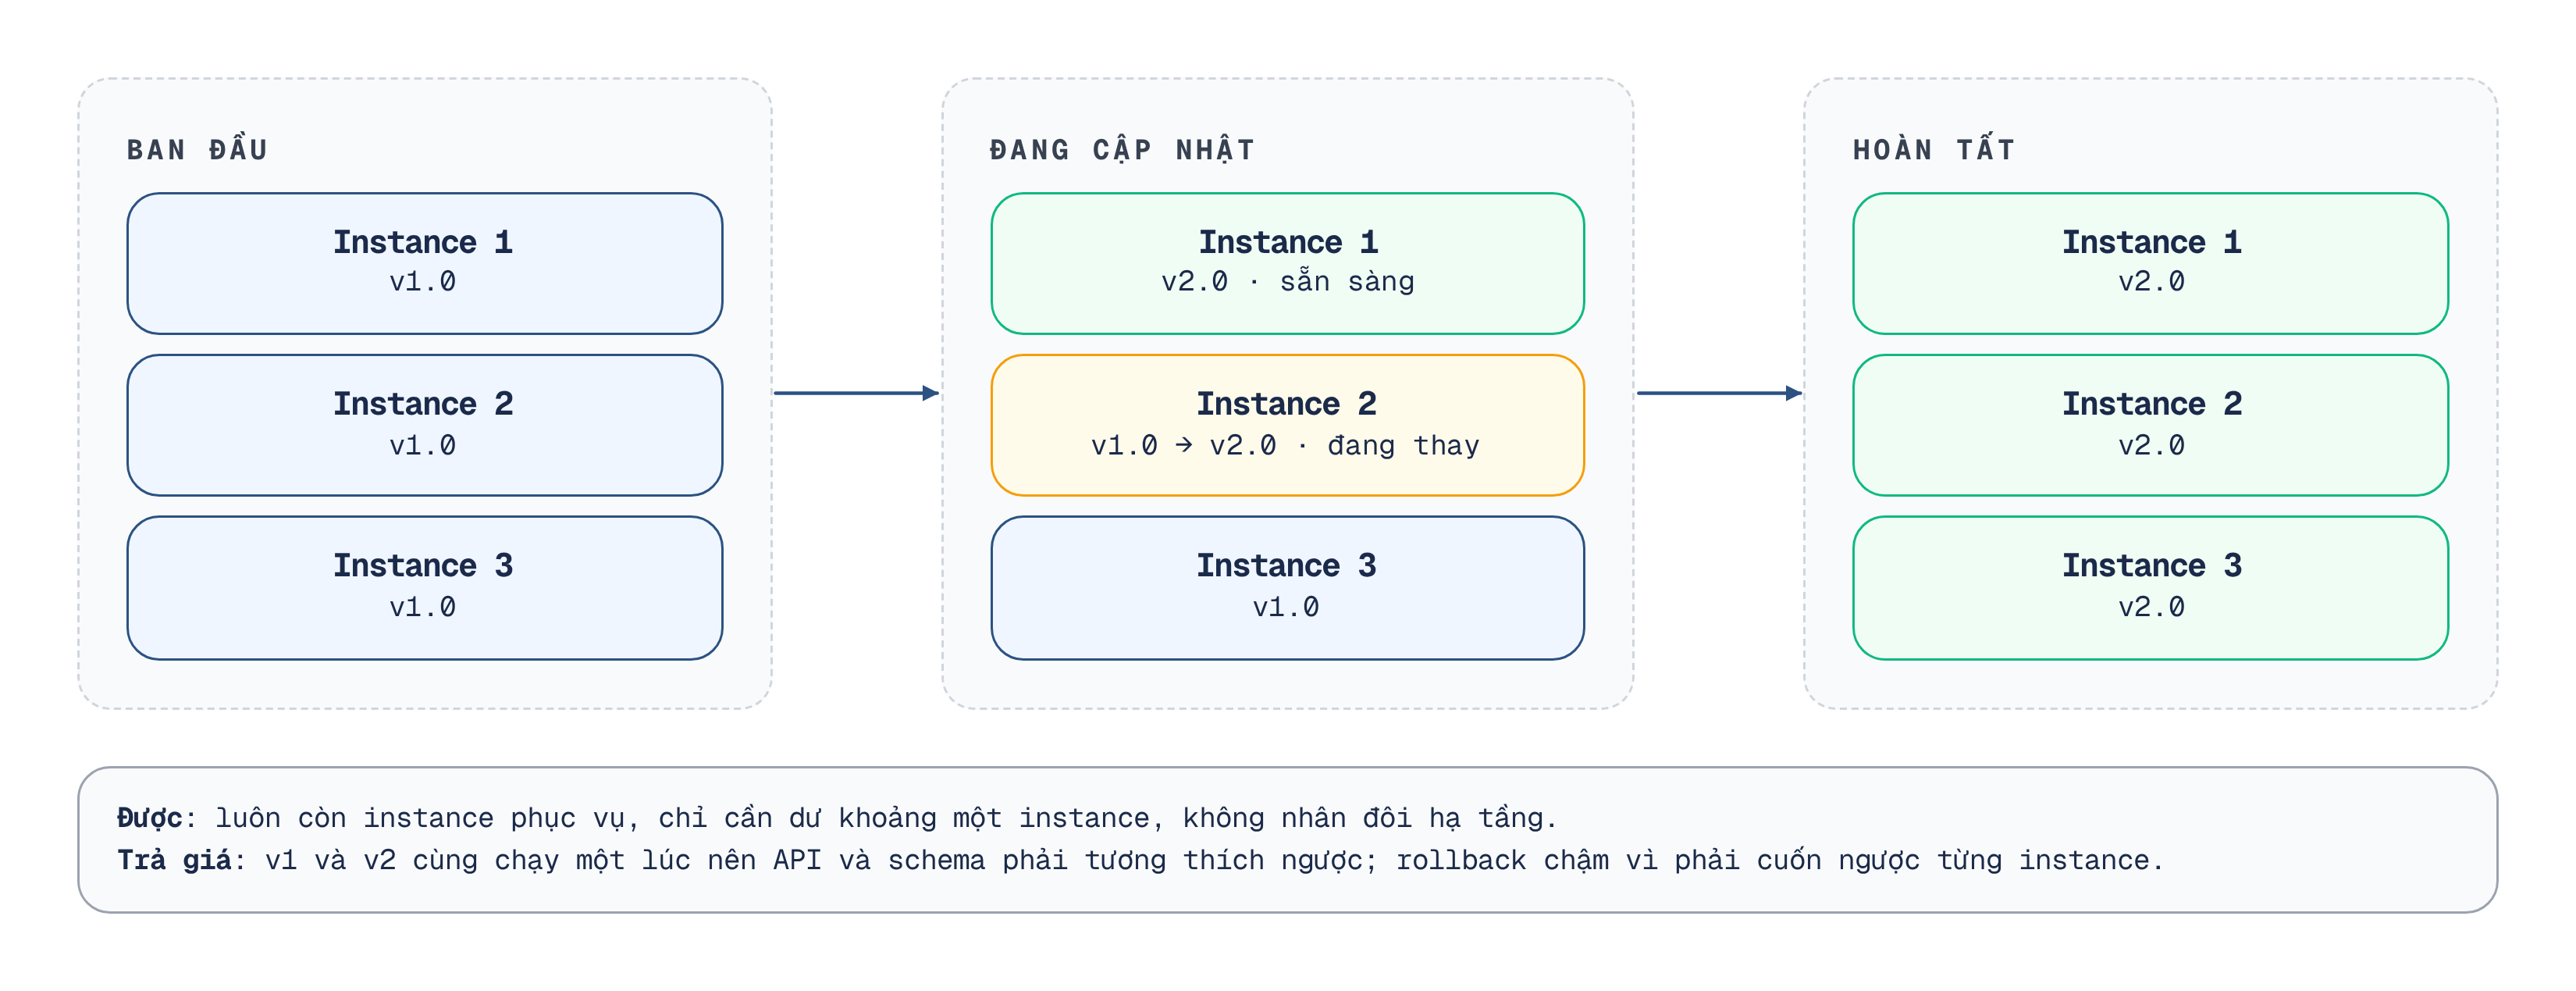 BAN ĐẦU
Instance 1
v1.0
Instance 2
v1.0
Instance 3
v1.0
ĐANG CẬP NHẬT
Instance 1
v2.0 · sẵn sàng
Instance 2
v1.0 → v2.0 · đang thay
Instance 3
v1.0
HOÀN TẤT
Instance 1
v2.0
Instance 2
v2.0
Instance 3
v2.0
Được: luôn còn instance phục vụ, chỉ cần dư khoảng một instance, không nhân đôi hạ tầng.
Trả giá: v1 và v2 cùng chạy một lúc nên API và schema phải tương thích ngược; rollback chậm vì phải cuốn ngược từng instance.